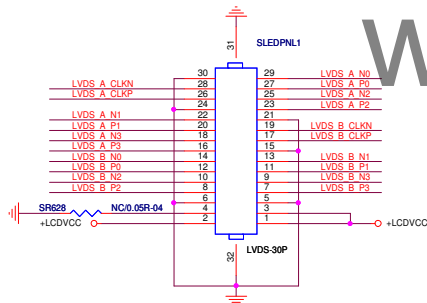 31
SLEDPNL1
W
30 29 LVDS_A_N0
LVDS_A_CLKN 28 27 LVDS_A_P0
LVDS_A_CLKP 26 25 LVDS_A_N2
24 23 LVDS_A_P2
LVDS_A_N1 22 21
LVDS_A_P1 20 19 LVDS_B_CLKN
LVDS_A_N3 18 17 LVDS_B_CLKP
LVDS_A_P3 16 15
LVDS_B_N0 14 13 LVDS_B_N1
LVDS_B_P0 12 11 LVDS_B_P1
LVDS_B_N2 10 9 LVDS_B_N3
LVDS_B_P2 8 7 LVDS_B_P3
6 5
SR628 NC/0.05R-04 4 3
+LCDVCC 2 1 +LCDVCC
32
LVDS-30P